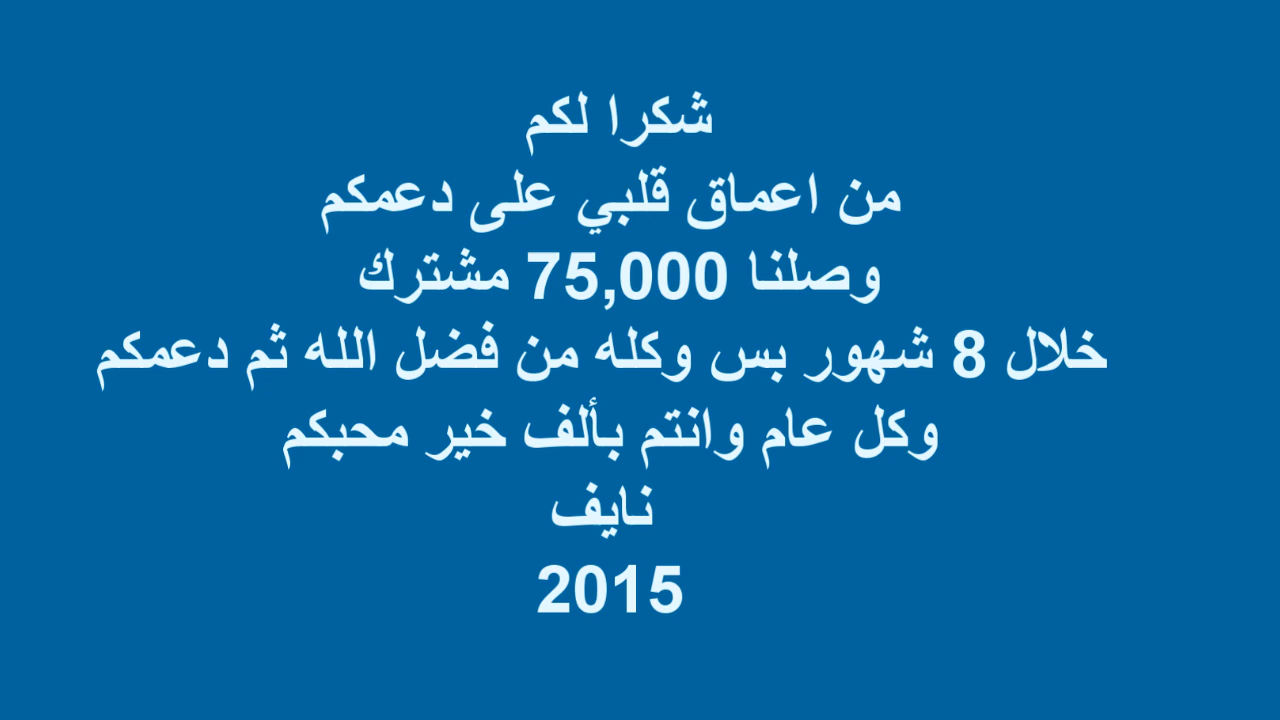 شكرا لكم
من اعماق قلبي على دعمكم
وصلنا 75,000 مشترك
خلال 8 شهور بس وكله من فضل الله ثم دعمكم
وكل عام وانتم بألف خير محبكم
نايف
2015